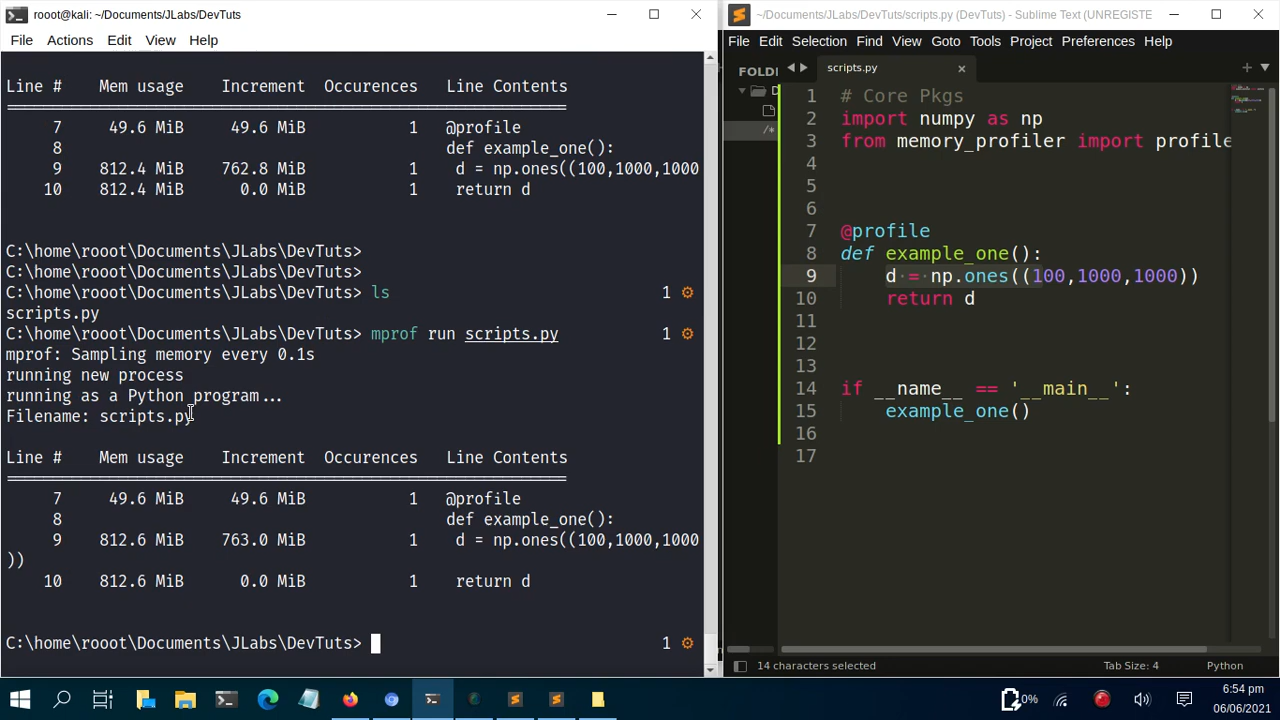 rooot@kali: ~/Documents/JLabs/DevTuts
File Actions Edit View Help
Line # Mem usage Increment Occurences Line Contents
7 49.6 MiB 49.6 MiB 1 @profile
8 def example_one():
9 812.4 MiB 762.8 MiB 1 d = np.ones((100,1000,1000
10 812.4 MiB 0.0 MiB 1 return d
C:\home\rooot\Documents\JLabs\DevTuts>
C:\home\rooot\Documents\JLabs\DevTuts>
C:\home\rooot\Documents\JLabs\DevTuts> ls 1
scripts.py
C:\home\rooot\Documents\JLabs\DevTuts> mprof run scripts.py 1
mprof: Sampling memory every 0.1s
running new process
running as a Python program...
Filename: scripts.py
Line # Mem usage Increment Occurences Line Contents
7 49.6 MiB 49.6 MiB 1 @profile
8 def example_one():
9 812.6 MiB 763.0 MiB 1 d = np.ones((100,1000,1000
))
10 812.6 MiB 0.0 MiB 1 return d
C:\home\rooot\Documents\JLabs\DevTuts> 1
~/Documents/JLabs/DevTuts/scripts.py (DevTuts) - Sublime Text (UNREGISTE
File Edit Selection Find View Goto Tools Project Preferences Help
FOLD
scripts.py
D
/*
1 # Core Pkgs
2 import numpy as np
3 from memory_profiler import profile
4
5
6
7 @profile
8 def example_one():
9 d = np.ones((100,1000,1000))
10 return d
11
12
13
14 if __name__ == '__main__':
15 example_one()
16
17
14 characters selected Tab Size: 4 Python
0%
6:54 pm
06/06/2021